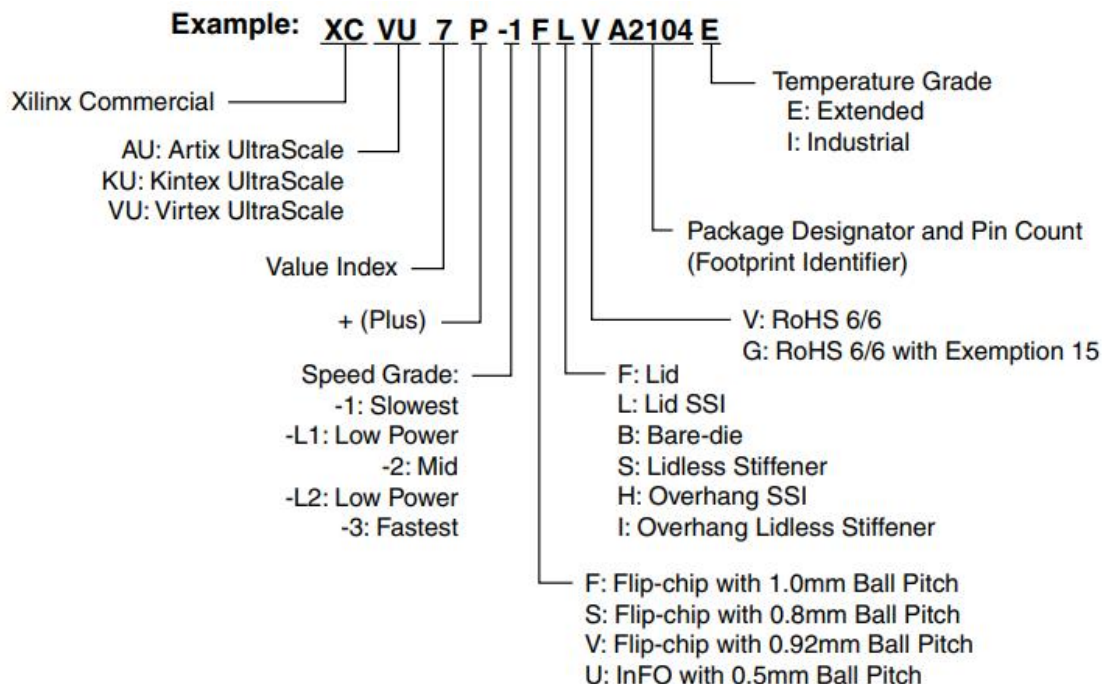 Example: XC VU 7 P -1 F L V A2104 E
Temperature Grade
E: Extended
I: Industrial
Xilinx Commercial
AU: Artix UltraScale
KU: Kintex UltraScale
VU: Virtex UltraScale
Package Designator and Pin Count
(Footprint Identifier)
Value Index
+ (Plus)
V: RoHS 6/6
G: RoHS 6/6 with Exemption 15
Speed Grade:
-1: Slowest
-L1: Low Power
-2: Mid
-L2: Low Power
-3: Fastest
F: Lid
L: Lid SSI
B: Bare-die
S: Lidless Stiffener
H: Overhang SSI
I: Overhang Lidless Stiffener
F: Flip-chip with 1.0mm Ball Pitch
S: Flip-chip with 0.8mm Ball Pitch
V: Flip-chip with 0.92mm Ball Pitch
U: InFO with 0.5mm Ball Pitch